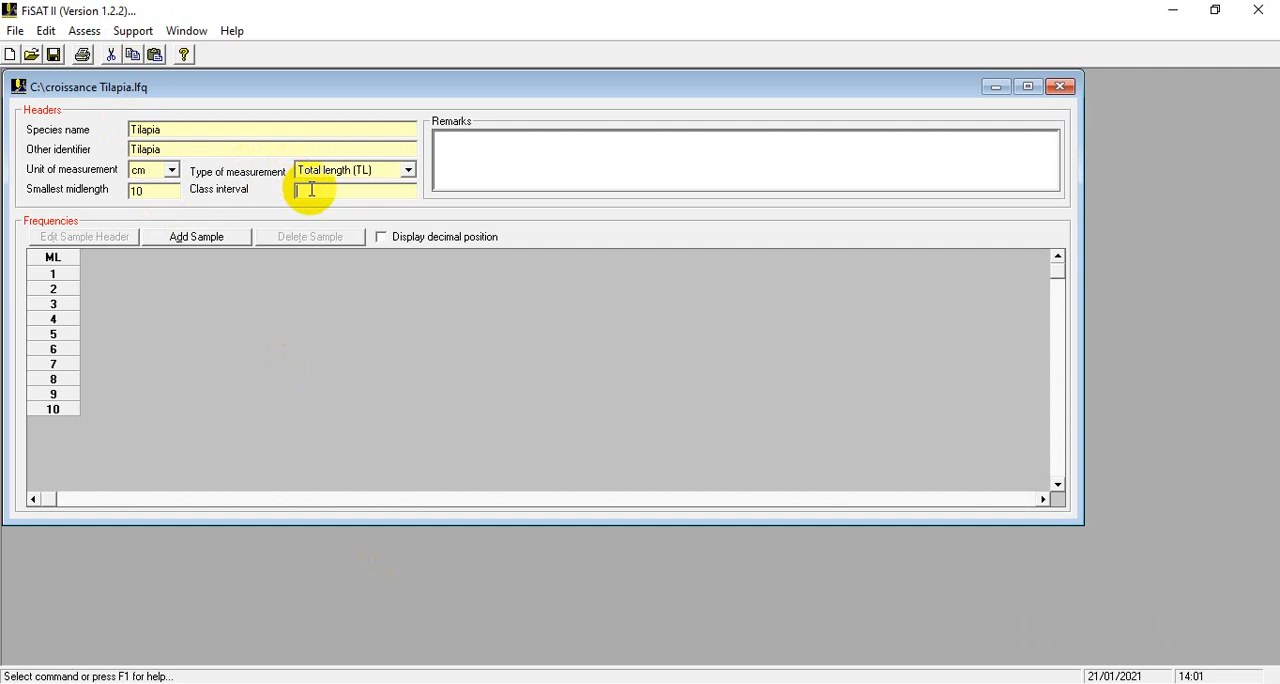 FiSAT II (Version 1.2.2)...
File Edit Assess Support Window Help
C:\croissance Tilapia.lfq
Headers
Species name Tilapia
Other identifier Tilapia
Unit of measurement cm Type of measurement Total length (TL)
Smallest midlength 10 Class interval
Remarks
Frequencies
Edit Sample Header Add Sample Delete Sample Display decimal position
ML
1
2
3
4
5
6
7
8
9
10
Select command or press F1 for help... 21/01/2021 14:01